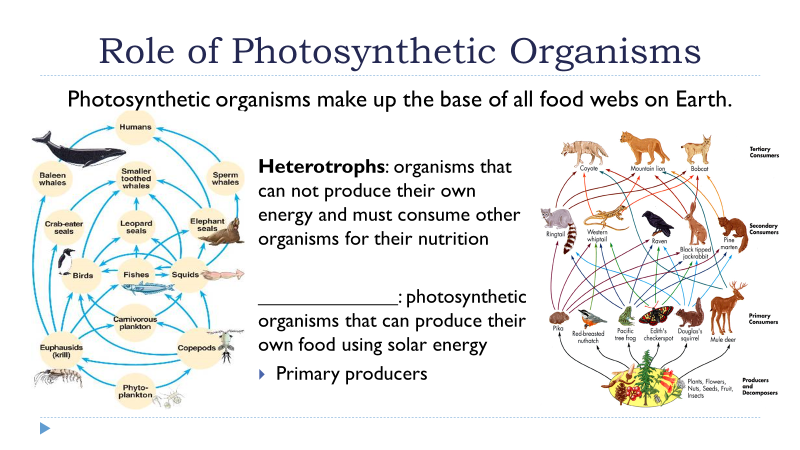 Role of Photosynthetic Organisms
Photosynthetic organisms make up the base of all food webs on Earth.
Humans
Baleen
whales
Smaller
toothed
whales
Sperm
whales
Crab-eater
seals
Leopard
seals
Elephant
seals
Birds
Fishes
Squids
Carnivorous
plankton
Euphausids
(krill)
Copepods
Phyto-
plankton
Heterotrophs: organisms that
can not produce their own
energy and must consume other
organisms for their nutrition
______________: photosynthetic
organisms that can produce their
own food using solar energy
Primary producers
Tertiary
Consumers
Coyote
Mountain lion
Bobcat
Secondary
Consumers
Ringtail
Western
whiptail
Raven
Black tipped
jackrabbit
Pine
marten
Primary
Consumers
Pika
Red-breasted
nuthatch
Pacific
tree frog
Edith's
checkerspot
Douglas's
squirrel
Mule deer
Plants, Flowers,
Nuts, Seeds, Fruit,
Insects
Producers
and
Decomposers